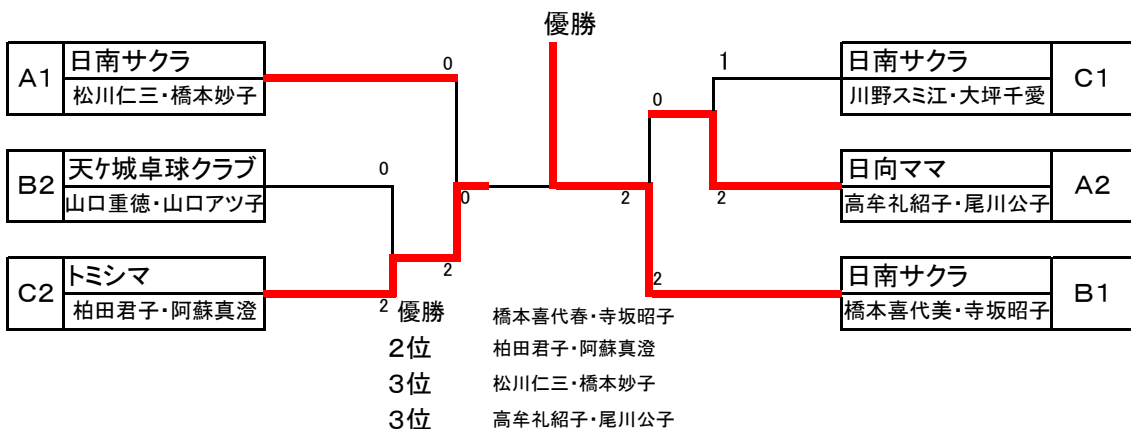 優勝
A1
日南サクラ
松川仁三・橋本妙子
0
1
日南サクラ
川野スミ江・大坪千愛
C1
0
B2
天ケ城卓球クラブ
山口重徳・山口アツ子
0
0
2
2
日向ママ
高牟礼紹子・尾川公子
A2
C2
トミシマ
柏田君子・阿蘇真澄
2
2
2
日南サクラ
橋本喜代美・寺坂昭子
B1
優勝 橋本喜代春・寺坂昭子
2位 柏田君子・阿蘇真澄
3位 松川仁三・橋本妙子
3位 高牟礼紹子・尾川公子